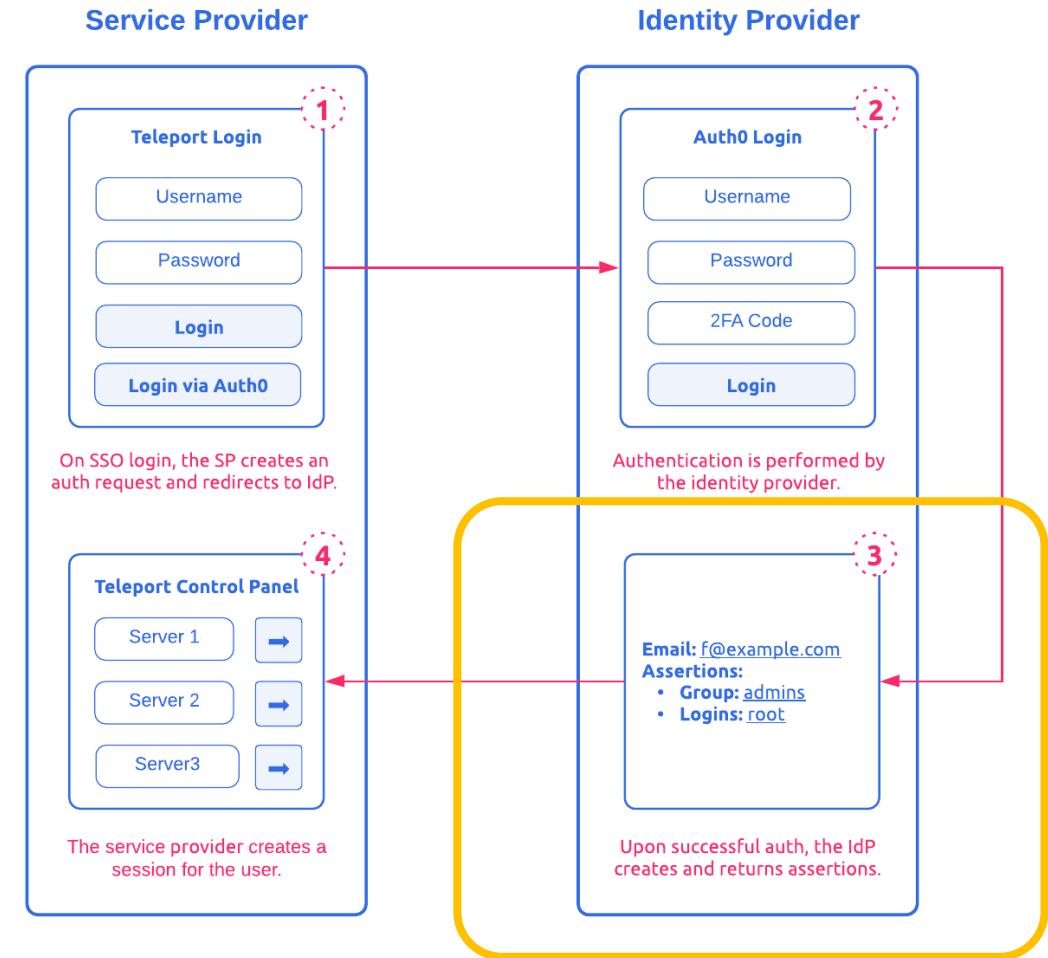 Service Provider
Identity Provider
1
Teleport Login
Username
Password
Login
Login via Auth0
On SSO login, the SP creates an
auth request and redirects to IdP.
2
Auth0 Login
Username
Password
2FA Code
Login
Authentication is performed by
the identity provider.
3
Email: f@example.com
Assertions:
• Group: admins
• Logins: root
Upon successful auth, the IdP
creates and returns assertions.
4
Teleport Control Panel
Server 1
➡
Server 2
➡
Server3
➡
The service provider creates a
session for the user.